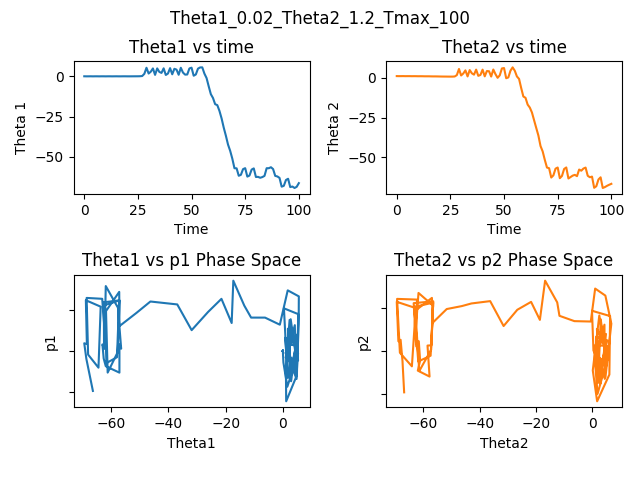 Theta1_0.02_Theta2_1.2_Tmax_100
Theta1 vs time
Theta2 vs time
Theta 1
0
−25
−50
0
25
50
75
100
Time
Theta 2
0
−25
−50
0
25
50
75
100
Time
Theta1 vs p1 Phase Space
Theta2 vs p2 Phase Space
p1
−60
−40
−20
0
Theta1
p2
−60
−40
−20
0
Theta2